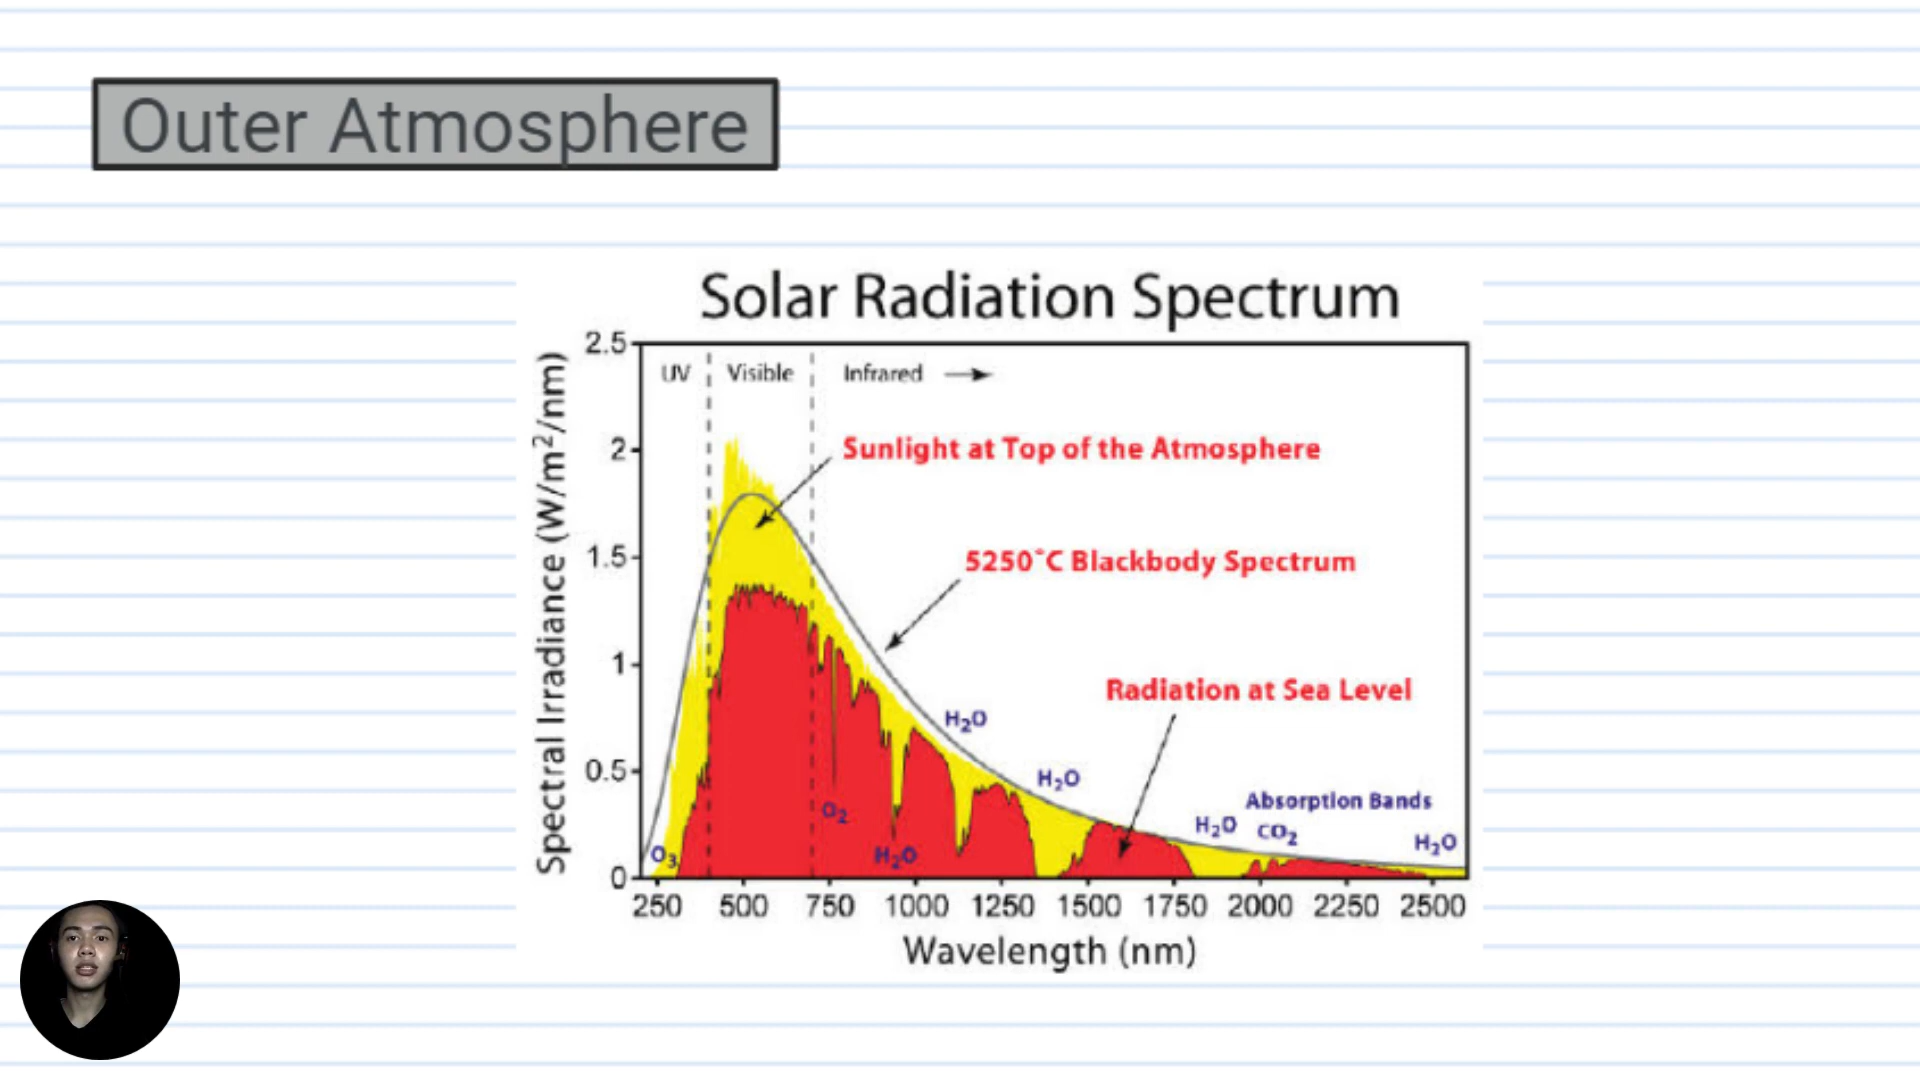 Outer Atmosphere
Solar Radiation Spectrum
Spectral Irradiance (W/m²/nm)
2.5
2
1.5
1
0.5
0
UV
Visible
Infrared
Sunlight at Top of the Atmosphere
5250°C Blackbody Spectrum
Radiation at Sea Level
H₂O
H₂O
Absorption Bands
H₂O
CO₂
H₂O
O₂
O₃
H₂O
250 500 750 1000 1250 1500 1750 2000 2250 2500
Wavelength (nm)